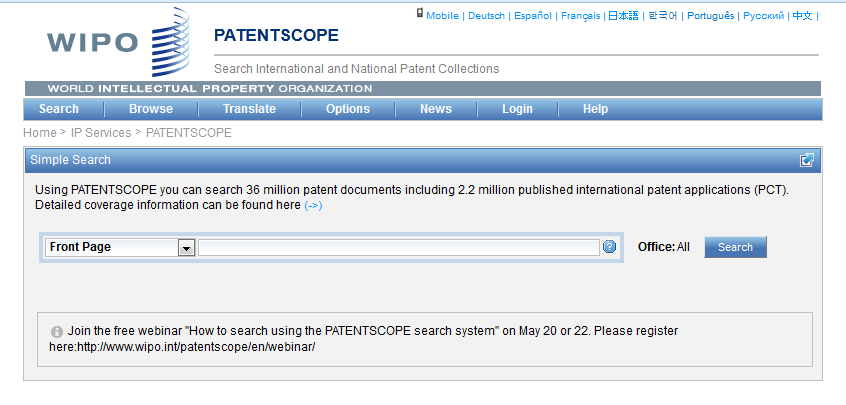 Mobile | Deutsch | Español | Français | 日本語 | 한국어 | Português | Русский | 中文 |
WIPO
PATENTSCOPE
Search International and National Patent Collections
WORLD INTELLECTUAL PROPERTY ORGANIZATION
Search Browse Translate Options News Login Help
Home > IP Services > PATENTSCOPE
Simple Search
Using PATENTSCOPE you can search 36 million patent documents including 2.2 million published international patent applications (PCT).
Detailed coverage information can be found here (->)
Front Page ? Office: All Search
i Join the free webinar "How to search using the PATENTSCOPE search system" on May 20 or 22. Please register
here:http://www.wipo.int/patentscope/en/webinar/